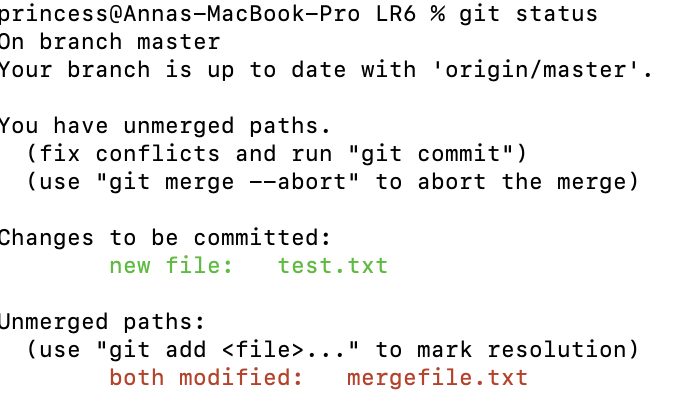 princess@Annas-MacBook-Pro LR6 % git status
On branch master
Your branch is up to date with 'origin/master'.
You have unmerged paths.
(fix conflicts and run "git commit")
(use "git merge --abort" to abort the merge)
Changes to be committed:
new file:   test.txt
Unmerged paths:
(use "git add <file>..." to mark resolution)
both modified:   mergefile.txt